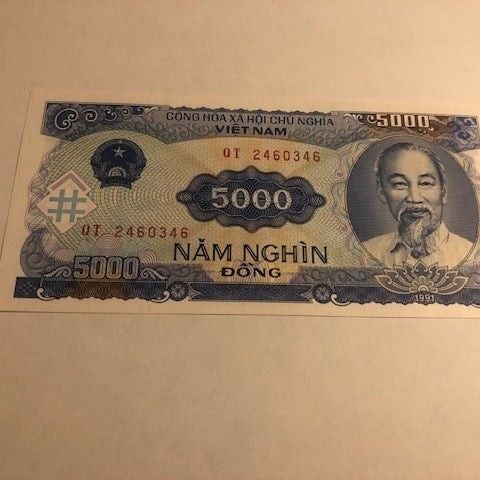 CỘNG HÒA XÃ HỘI CHỦ NGHĨA
VIỆT NAM
5000
QT 2460346
5000
QT 2460346
NĂM NGHÌN
ĐỒNG
5000
1991